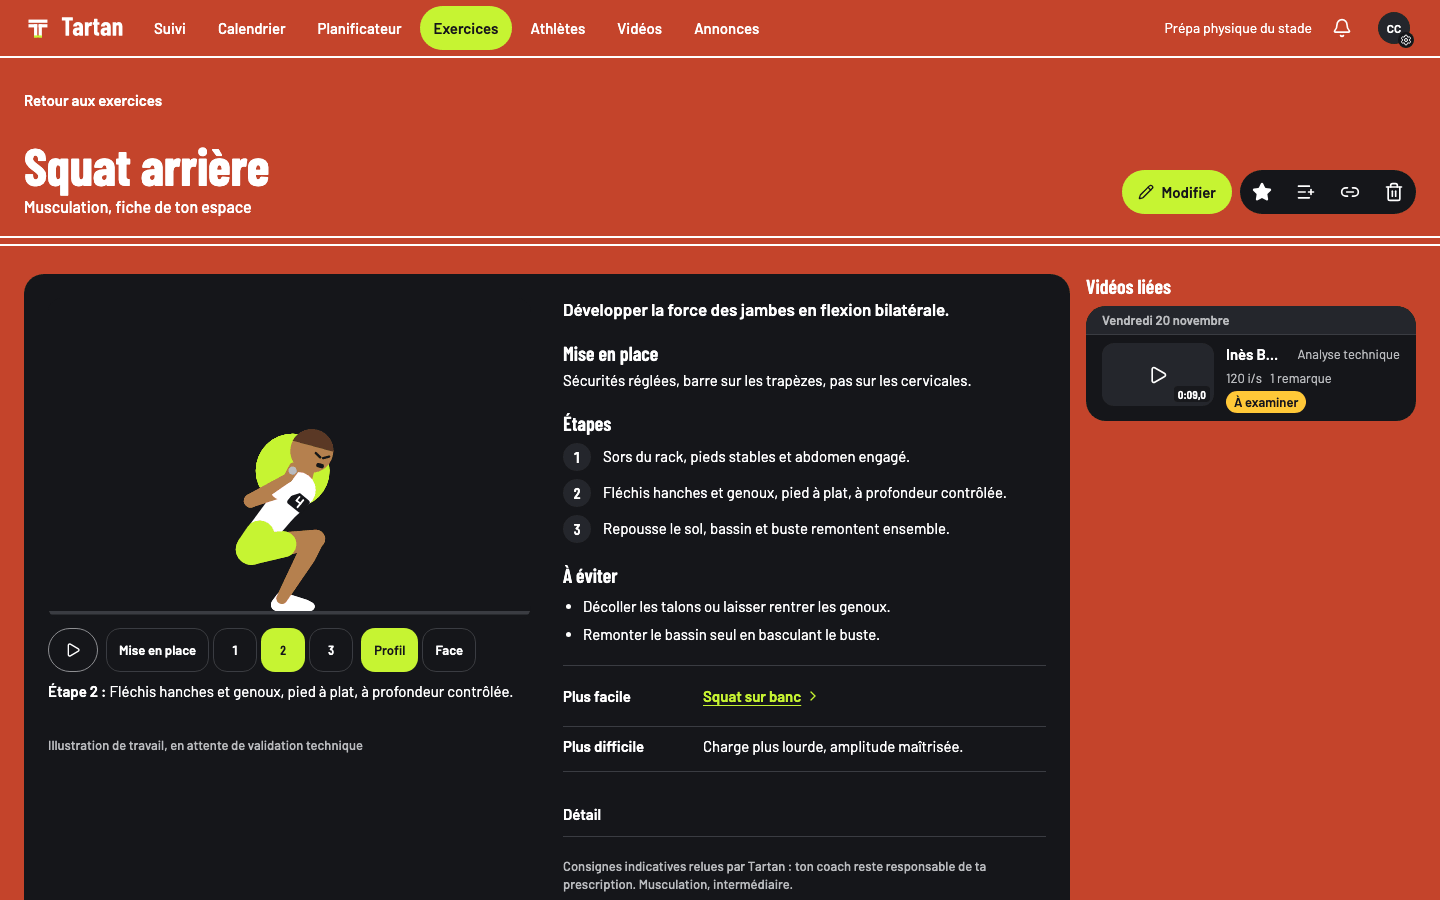 Tartan
Suivi
Calendrier
Planificateur
Exercices
Athlètes
Vidéos
Annonces
Prépa physique du stade
CC
Retour aux exercices
Squat arrière
Musculation, fiche de ton espace
Modifier
4
Mise en place
1
2
3
Profil
Face
Étape 2 : Fléchis hanches et genoux, pied à plat, à profondeur contrôlée.
Illustration de travail, en attente de validation technique
Développer la force des jambes en flexion bilatérale.
Mise en place
Sécurités réglées, barre sur les trapèzes, pas sur les cervicales.
Étapes
1 Sors du rack, pieds stables et abdomen engagé.
2 Fléchis hanches et genoux, pied à plat, à profondeur contrôlée.
3 Repousse le sol, bassin et buste remontent ensemble.
À éviter
• Décoller les talons ou laisser rentrer les genoux.
• Remonter le bassin seul en basculant le buste.
Plus facile Squat sur banc
Plus difficile Charge plus lourde, amplitude maîtrisée.
Détail
Consignes indicatives relues par Tartan : ton coach reste responsable de ta
prescription. Musculation, intermédiaire.
Vidéos liées
Vendredi 20 novembre
0:09,0
Inès B... Analyse technique
120 i/s 1 remarque
À examiner